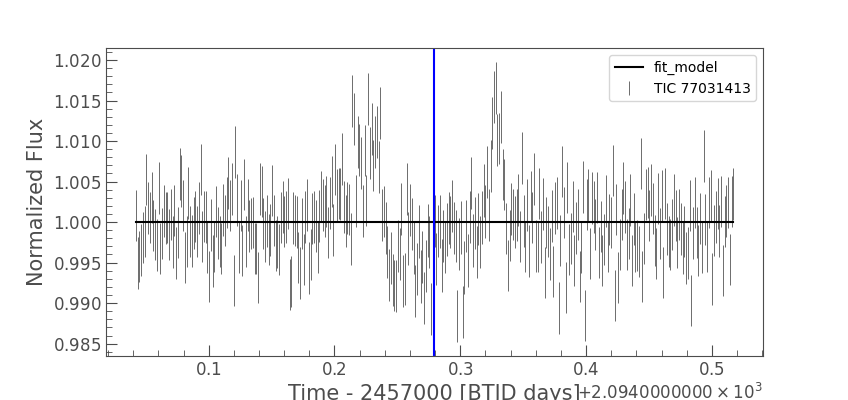 1.020
1.015
1.010
1.005
1.000
0.995
0.990
0.985
Normalized Flux
fit_model
TIC 77031413
0.1 0.2 0.3 0.4 0.5
Time - 2457000 [BTJD days]
+2.0940000000 × 10³